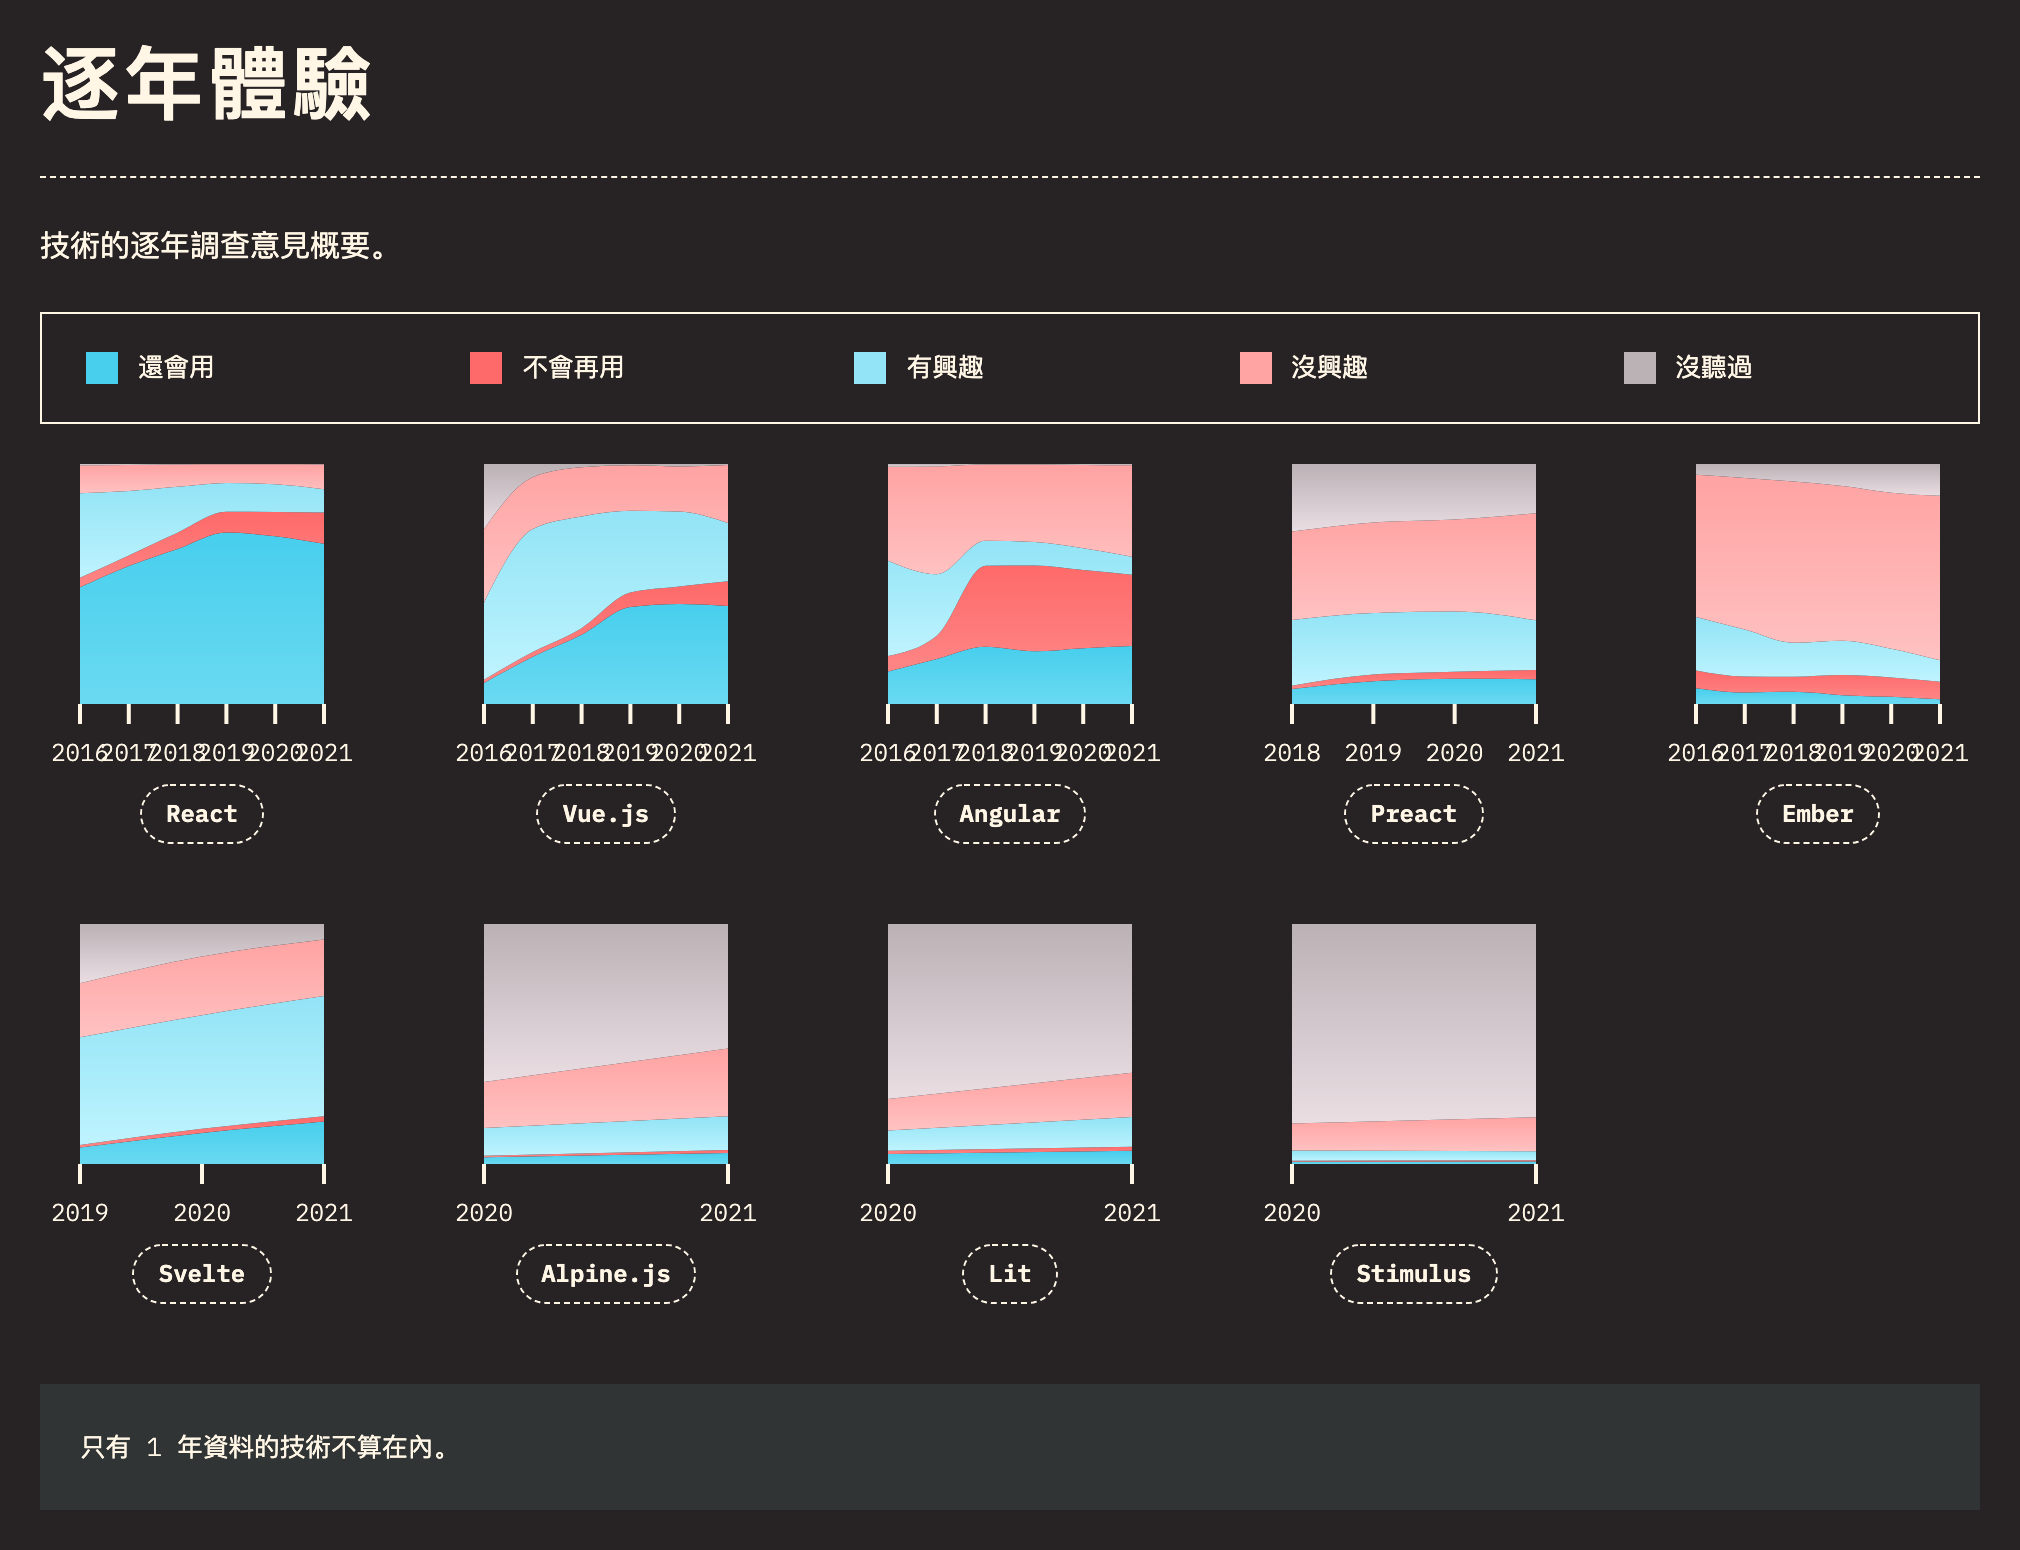 逐年體驗
技術的逐年調查意見概要。
還會用 不會再用 有興趣 沒興趣 沒聽過
2016 2017 2018 2019 2020 2021 2016 2017 2018 2019 2020 2021 2016 2017 2018 2019 2020 2021 2018 2019 2020 2021 2016 2017 2018 2019 2020 2021
React Vue.js Angular Preact Ember
2019 2020 2021 2020 2021 2020 2021 2020 2021
Svelte Alpine.js Lit Stimulus
只有 1 年資料的技術不算在內。